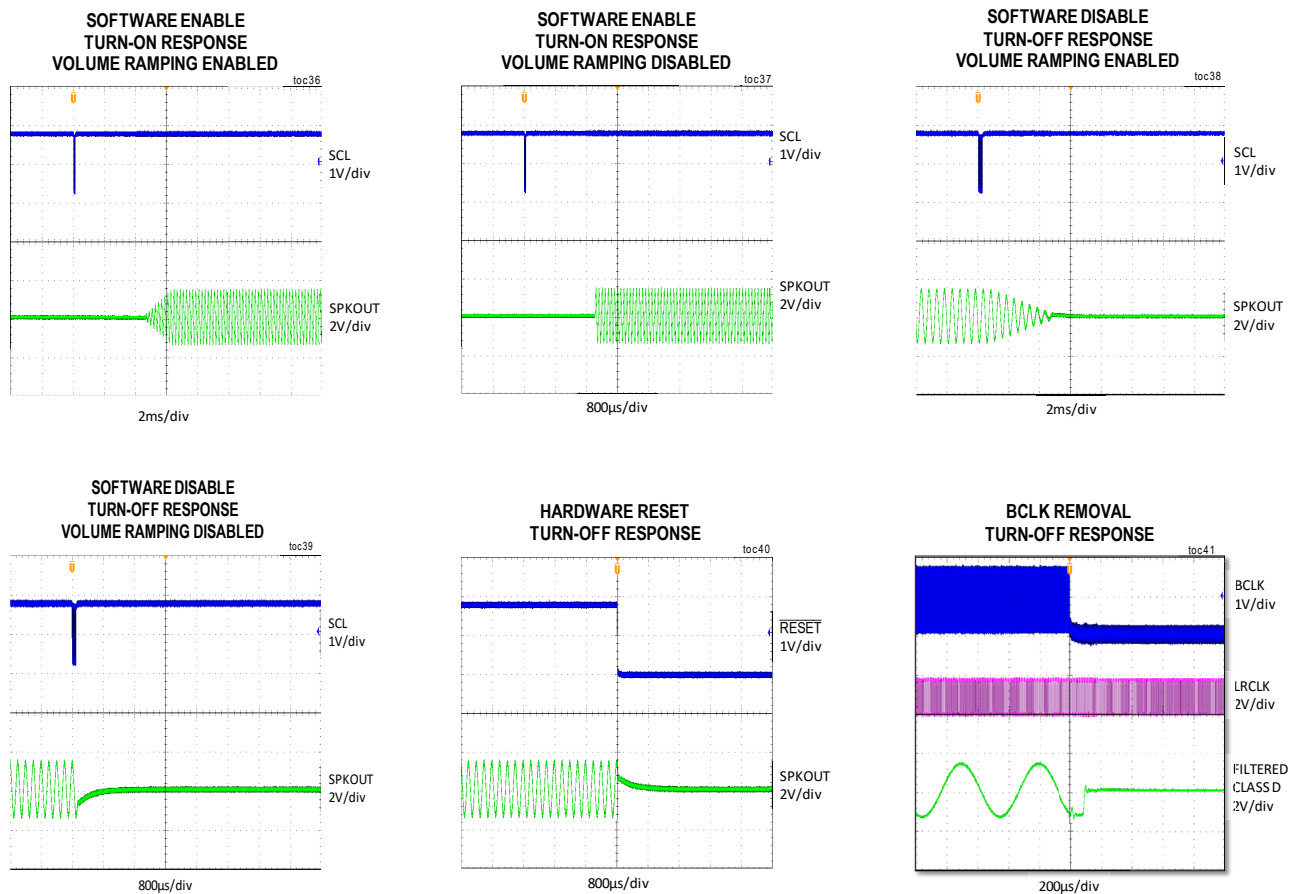 SOFTWARE ENABLE
TURN-ON RESPONSE
VOLUME RAMPING ENABLED
toc36
SCL
1V/div
SPKOUT
2V/div
2ms/div
SOFTWARE ENABLE
TURN-ON RESPONSE
VOLUME RAMPING DISABLED
toc37
SCL
1V/div
SPKOUT
2V/div
800µs/div
SOFTWARE DISABLE
TURN-OFF RESPONSE
VOLUME RAMPING ENABLED
toc38
SCL
1V/div
SPKOUT
2V/div
2ms/div
SOFTWARE DISABLE
TURN-OFF RESPONSE
VOLUME RAMPING DISABLED
toc39
SCL
1V/div
SPKOUT
2V/div
800µs/div
HARDWARE RESET
TURN-OFF RESPONSE
toc40
RESET
1V/div
SPKOUT
2V/div
800µs/div
BCLK REMOVAL
TURN-OFF RESPONSE
toc41
BCLK
1V/div
LRCLK
2V/div
FILTERED
CLASS D
2V/div
200µs/div